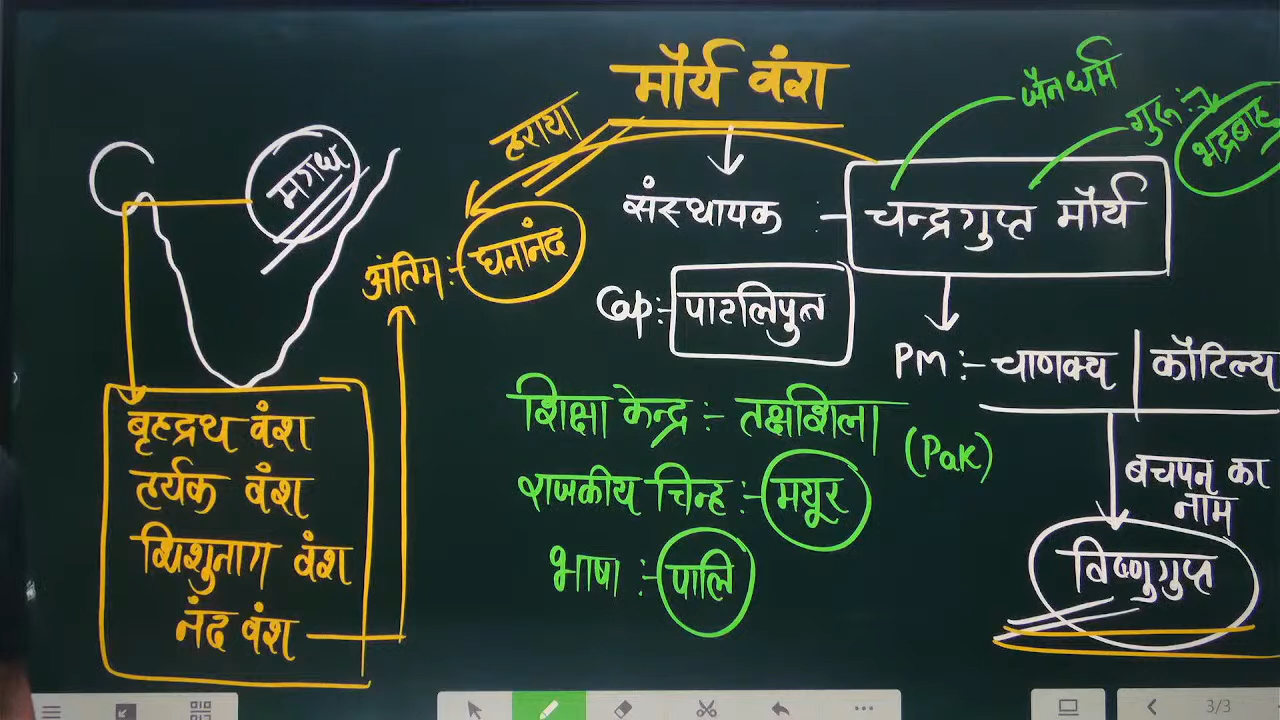 मौर्य वंश
जैन धर्म
गुरू :-
भद्रबाहु
हराया
मगध
संस्थापक :- चन्द्रगुप्त मौर्य
अंतिम :- घनानंद
Cap :- पाटलिपुत्र
PM :- चाणक्य | कौटिल्य
शिक्षा केन्द्र :- तक्षशिला
(Pak)
बृहद्रथ वंश
हर्यक वंश
शिशुनाग वंश
नंद वंश
राजकीय चिन्ह :- मयूर
भाषा :- पालि
बचपन का
नाम
विष्णुगुप्त
3/3